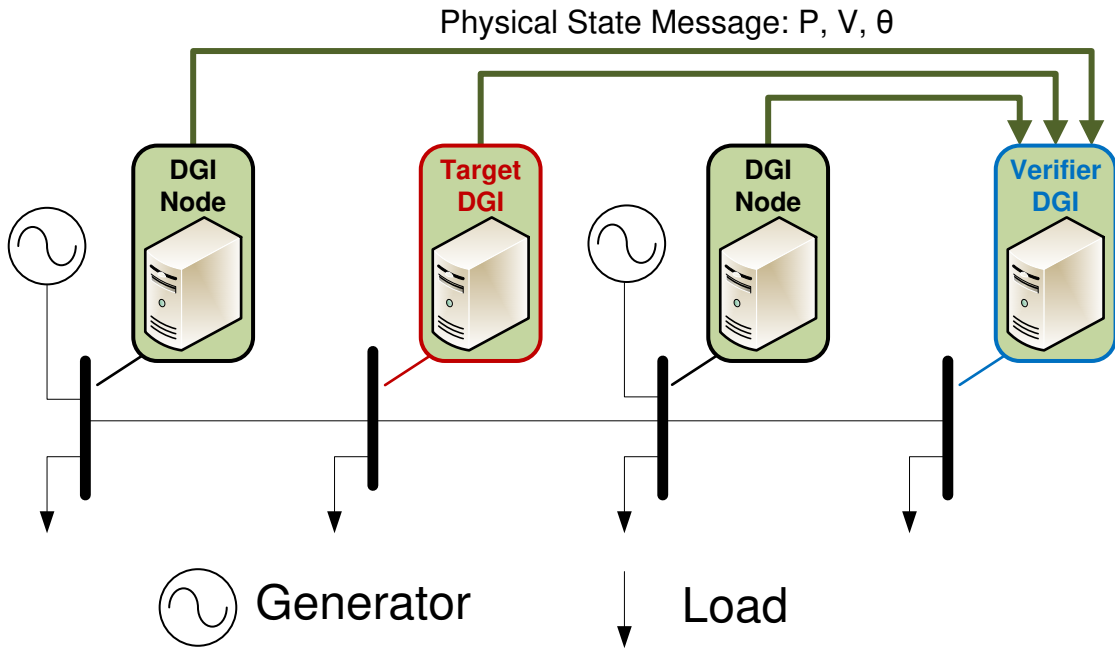 Physical State Message: P, V, θ
DGI
Node
Target
DGI
DGI
Node
Verifier
DGI
Generator
Load